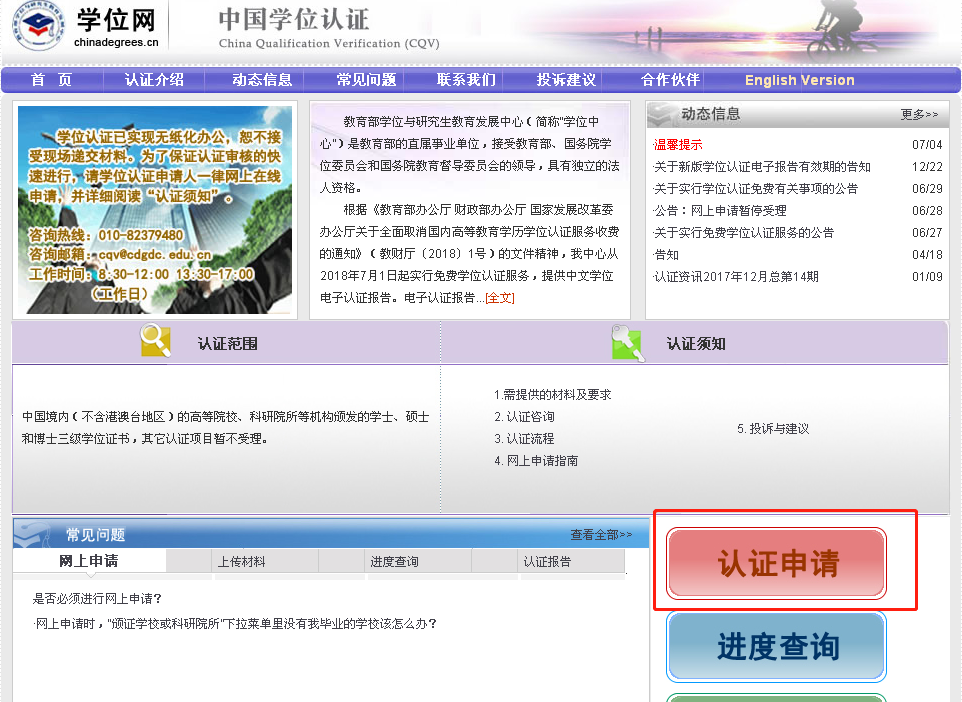 学位网
chinadegrees.cn
中国学位认证
China Qualification Verification (CQV)
首 页 认证介绍 动态信息 常见问题 联系我们 投诉建议 合作伙伴 English Version
学位认证已实现无纸化办公，恕不接
受现场递交材料。为了保证认证审核的快
速进行，请学位认证申请人一律网上在线
申请，并详细阅读“认证须知”。
咨询热线：010-82379480
咨询邮箱：cqv@cdgdc.edu.cn
工作时间：8:30-12:00 13:30-17:00
（工作日）
教育部学位与研究生教育发展中心（简称"学位中
心"）是教育部的直属事业单位，接受教育部、国务院学
位委员会和国务院教育督导委员会的领导，具有独立的法
人资格。
根据《教育部办公厅 财政部办公厅 国家发展改革委
办公厅关于全面取消国内高等教育学历学位认证服务收费
的通知》（教财厅〔2018〕1号）的文件精神，我中心从
2018年7月1日起实行免费学位认证服务，提供中文学位
电子认证报告。电子认证报告...[全文]
动态信息 更多>>
·温馨提示 07/04
·关于新版学位认证电子报告有效期的告知 12/22
·关于实行学位认证免费有关事项的公告 06/29
·公告：网上申请暂停受理 06/28
·关于实行免费学位认证服务的公告 06/27
·告知 04/18
·认证资讯2017年12月总第14期 01/09
认证范围
中国境内（不含港澳台地区）的高等院校、科研院所等机构颁发的学士、硕士
和博士三级学位证书，其它认证项目暂不受理。
认证须知
1.需提供的材料及要求
2. 认证咨询
3. 认证流程
4. 网上申请指南
5. 投诉与建议
常见问题 查看全部>>
网上申请 上传材料 进度查询 认证报告
是否必须进行网上申请？
·网上申请时，"颁证学校或科研院所"下拉菜单里没有我毕业的学校该怎么办？
认证申请
进度查询